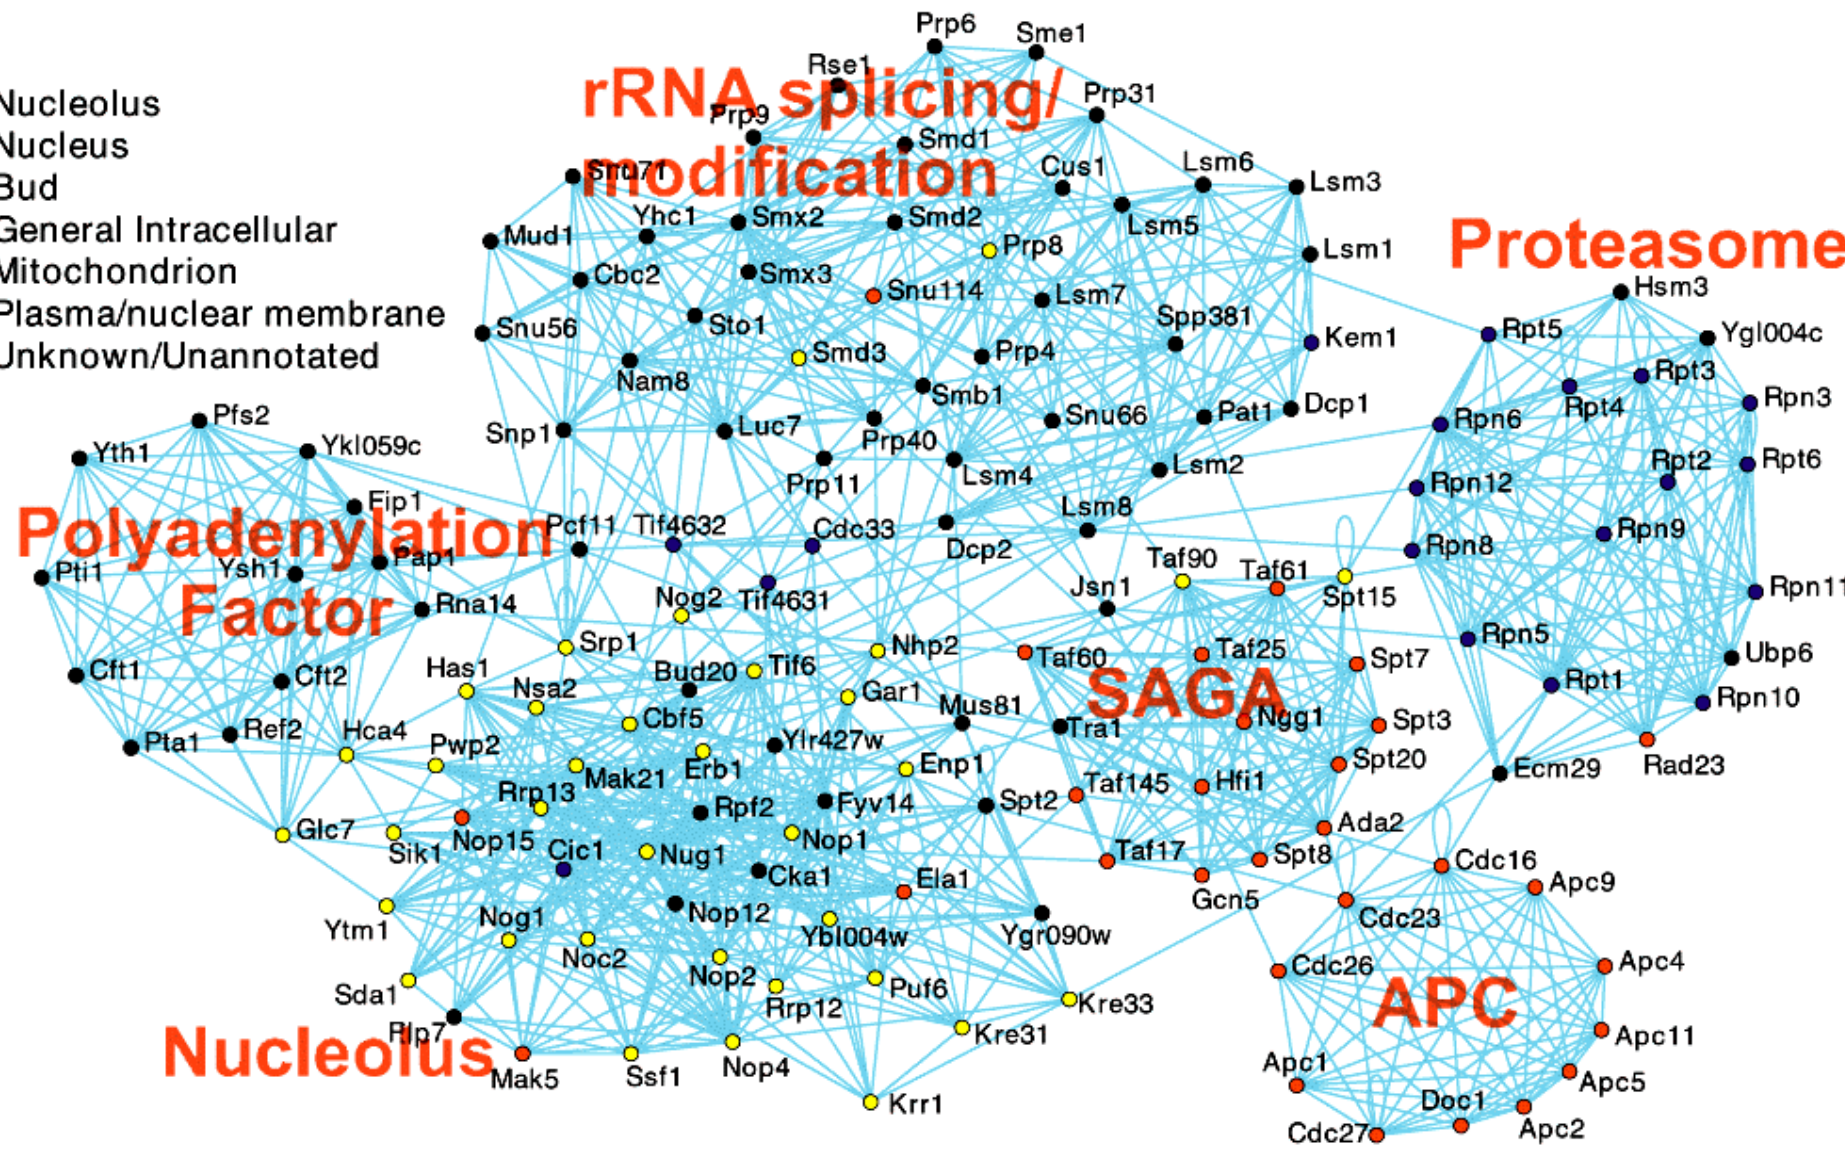 Prp6
Sme1
Rse1
rRNA splicing/
Prp31
Nucleolus
Prp9
Smd1
Nucleus
modification
Cus1
Lsm6
Lsm3
Snu71
Bud
Yhc1
Smx2
Smd2
Lsm5
General Intracellular
Mud1
Prp8
Lsm1
Proteasome
Mitochondrion
Cbc2
Smx3
Snu114
Lsm7
Hsm3
Plasma/nuclear membrane
Snu56
Sto1
Spp381
Kem1
Rpt5
Ygl004c
Unknown/Unannotated
Nam8
Smd3
Prp4
Rpt3
Rpt4
Rpn3
Smb1
Pfs2
Snp1
Luc7
Prp40
Snu66
Pat1
Dcp1
Rpn6
Yth1
Ykl059c
Prp11
Lsm4
Lsm2
Rpt2
Rpt6
Fip1
Rpn12
Polyadenylation
Pcf11
Tif4632
Cdc33
Dcp2
Lsm8
Rpn8
Rpn9
Pti1
Ysh1
Pap1
Taf90
Taf61
Spt15
Factor
Rna14
Nog2
Tif4631
Jsn1
Rpn11
Srp1
Nhp2
Taf60
Taf25
Spt7
Rpn5
Ubp6
Cft1
Cft2
Has1
Nsa2
Bud20
Tif6
Gar1
SAGA
Rpt1
Rpn10
Cbf5
Mus81
Tra1
Ngg1
Spt3
Pta1
Ref2
Hca4
Pwp2
Ylr427w
Mak21
Erb1
Enp1
Spt20
Ecm29
Rad23
Rrp13
Rpf2
Fyv14
Spt2
Taf145
Hfi1
Glc7
Sik1
Nop15
Cic1
Nug1
Nop1
Taf17
Ada2
Spt8
Cdc16
Cka1
Ela1
Gcn5
Apc9
Ytm1
Nog1
Nop12
Ybl004w
Ygr090w
Cdc23
Noc2
Nop2
Cdc26
Apc4
Sda1
Rrp12
Puf6
Kre33
APC
Rlp7
Kre31
Apc11
Nucleolus
Mak5
Ssf1
Nop4
Apc1
Apc5
Krr1
Doc1
Apc2
Cdc27